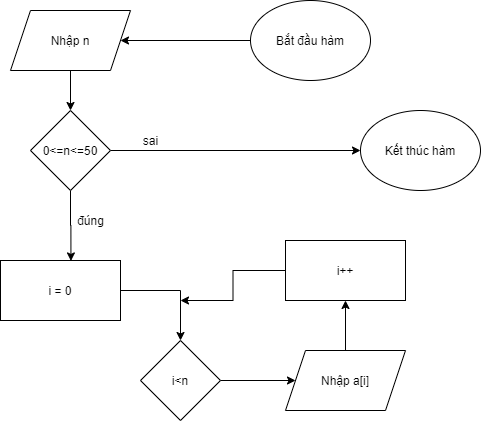 Nhập n
Bắt đầu hàm
0<=n<=50
sai
Kết thúc hàm
đúng
i = 0
i++
i<n
Nhập a[i]